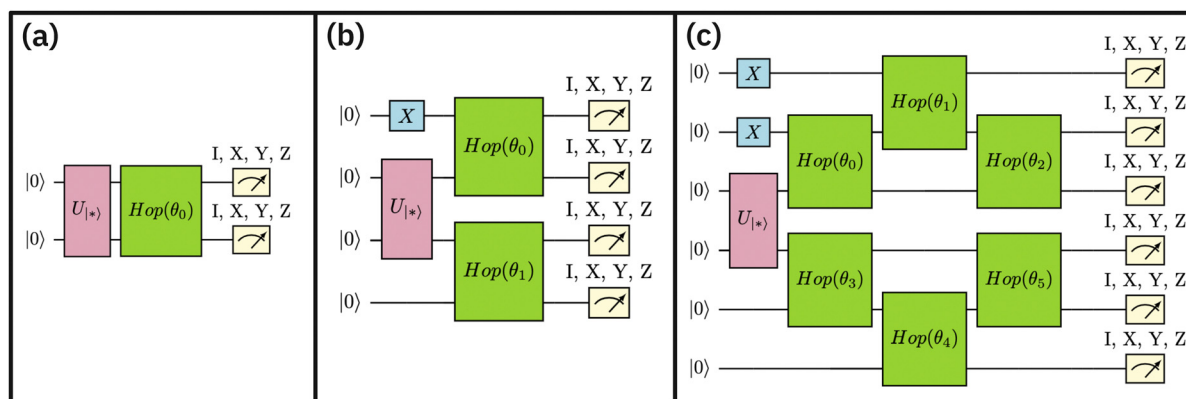 (a)
I, X, Y, Z
|0⟩
U|*⟩
Hop(θ0)
I, X, Y, Z
|0⟩
(b)
I, X, Y, Z
|0⟩
X
Hop(θ0)
I, X, Y, Z
|0⟩
U|*⟩
I, X, Y, Z
|0⟩
Hop(θ1)
I, X, Y, Z
|0⟩
(c)
I, X, Y, Z
|0⟩
X
Hop(θ1)
I, X, Y, Z
|0⟩
X
Hop(θ0)
Hop(θ2)
I, X, Y, Z
|0⟩
U|*⟩
I, X, Y, Z
|0⟩
Hop(θ3)
Hop(θ5)
I, X, Y, Z
|0⟩
Hop(θ4)
I, X, Y, Z
|0⟩